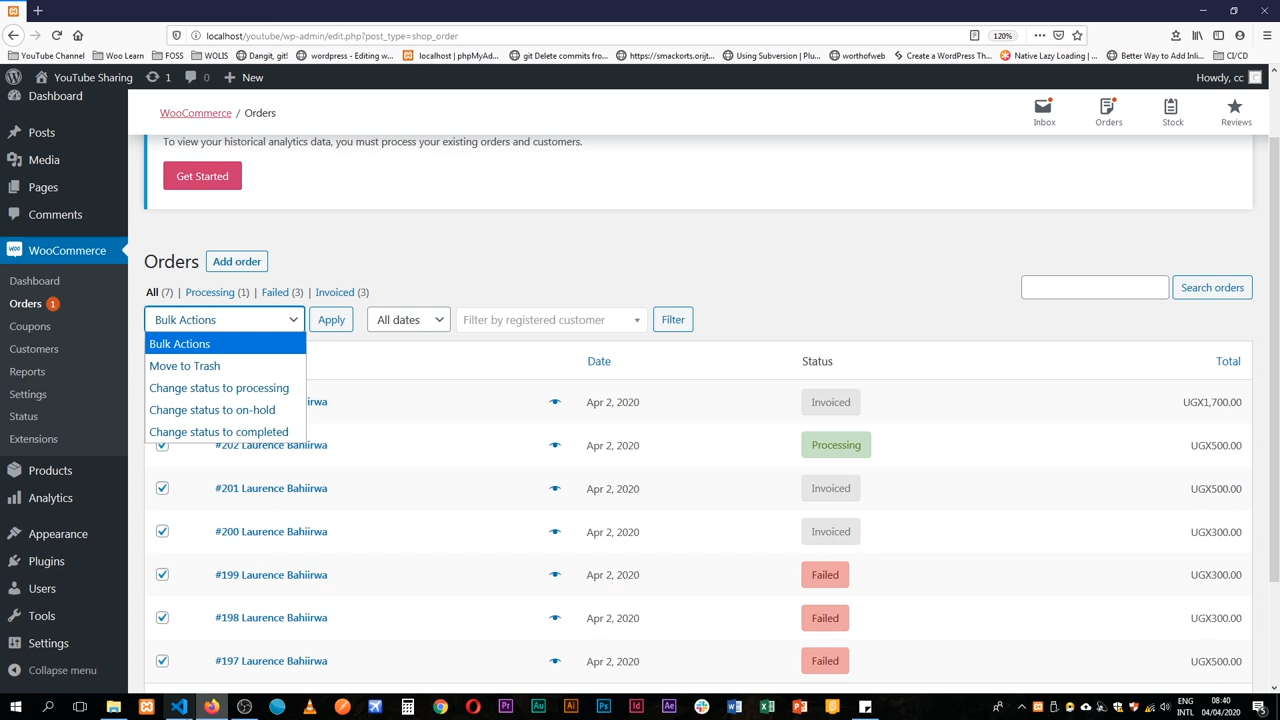 localhost/youtube/wp-admin/edit.php?post_type=shop_order
120%
YouTube Channel
Woo Learn
FOSS
WOLIS
Dangit, git!
wordpress - Editing w...
localhost | phpMyAd...
git Delete commits fro...
https://smackorts.orijt...
Using Subversion | Plu...
worthofweb
Create a WordPress Th...
Native Lazy Loading | ...
Better Way to Add Inli...
CI/CD
YouTube Sharing
1
0
New
Howdy, cc
Dashboard
Posts
Media
Pages
Comments
WooCommerce
Dashboard
Orders 1
Coupons
Customers
Reports
Settings
Status
Extensions
Products
Analytics
Appearance
Plugins
Users
Tools
Settings
Collapse menu
WooCommerce / Orders
Inbox
Orders
Stock
Reviews
To view your historical analytics data, you must process your existing orders and customers.
Get Started
Orders
Add order
All (7) | Processing (1) | Failed (3) | Invoiced (3)
Search orders
Bulk Actions
Apply
All dates
Filter by registered customer
Filter
Bulk Actions
Move to Trash
Change status to processing
Change status to on-hold
Change status to completed
Date
Status
Total
irwa Apr 2, 2020 Invoiced UGX1,700.00
#202 Laurence Bahiirwa Apr 2, 2020 Processing UGX500.00
#201 Laurence Bahiirwa Apr 2, 2020 Invoiced UGX500.00
#200 Laurence Bahiirwa Apr 2, 2020 Invoiced UGX300.00
#199 Laurence Bahiirwa Apr 2, 2020 Failed UGX300.00
#198 Laurence Bahiirwa Apr 2, 2020 Failed UGX300.00
#197 Laurence Bahiirwa Apr 2, 2020 Failed UGX500.00
Pr
Au
Ai
Ps
Id
Ae
ENG
INTL
08:40
04/04/2020